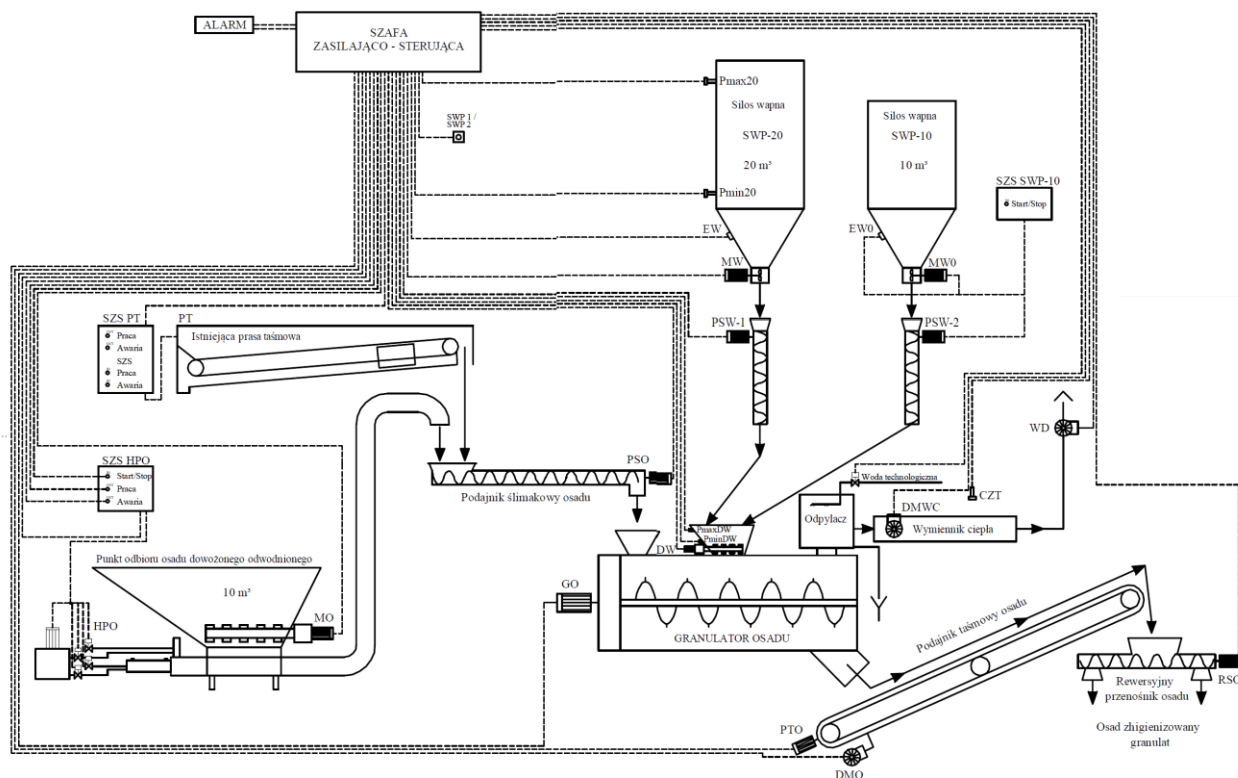 ALARM
SZAFA
ZASILAJĄCO - STERUJĄCA
Pmax20
Silos wapna
SWP-20
20 m³
Pmin20
Silos wapna
SWP-10
10 m³
SWP 1 /
SWP 2
SZS SWP-10
Start/Stop
EW
EW0
MW
MW0
PSW-1
PSW-2
SZS PT
Praca
Awaria
SZS
Praca
Awaria
PT
Istniejąca prasa taśmowa
WD
SZS HPO
Start/Stop
Praca
Awaria
PSO
Podajnik ślimakowy osadu
Woda technologiczna
CZT
DMWC
Odpylacz
Wymiennik ciepła
PmaxDW
PminDW
DW
Punkt odbioru osadu dowożonego odwodnionego
10 m³
HPO
MO
GO
GRANULATOR OSADU
Podajnik taśmowy osadu
Rewersyjny
przenośnik osadu
RSO
Osad zhigienizowany
granulat
PTO
DMO